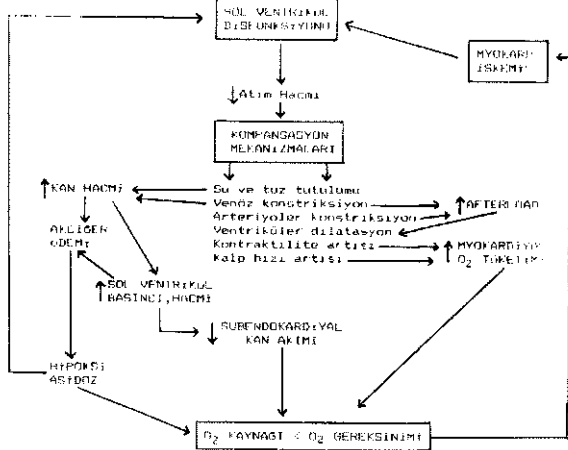 SOL VENTRİKÜL
DİSFONKSİYONU
MYOKARD
İSKEMİ
↓Atım Hacmi
KOMPANSASYON
MEKANİZMALARI
↑KAN HACMİ
Su ve tuz tutulumu
Venöz konstriksiyon
Arteriyoler konstriksiyon
Ventriküler dilatasyon
Kontraktilite artışı
Kalp hızı artışı
↑AFTERLOAD
↑MYOKARDİYAL
O₂ TÜKETİMİ
AKCİĞER
ÖDEMİ
↑SOL VENTRİKÜL
BASINCI,HACMİ
↓SUBENDOKARDİYAL
KAN AKIMI
HİPOKSİ
ASİDOZ
O₂ KAYNAGI < O₂ GEREKSİNİMİ